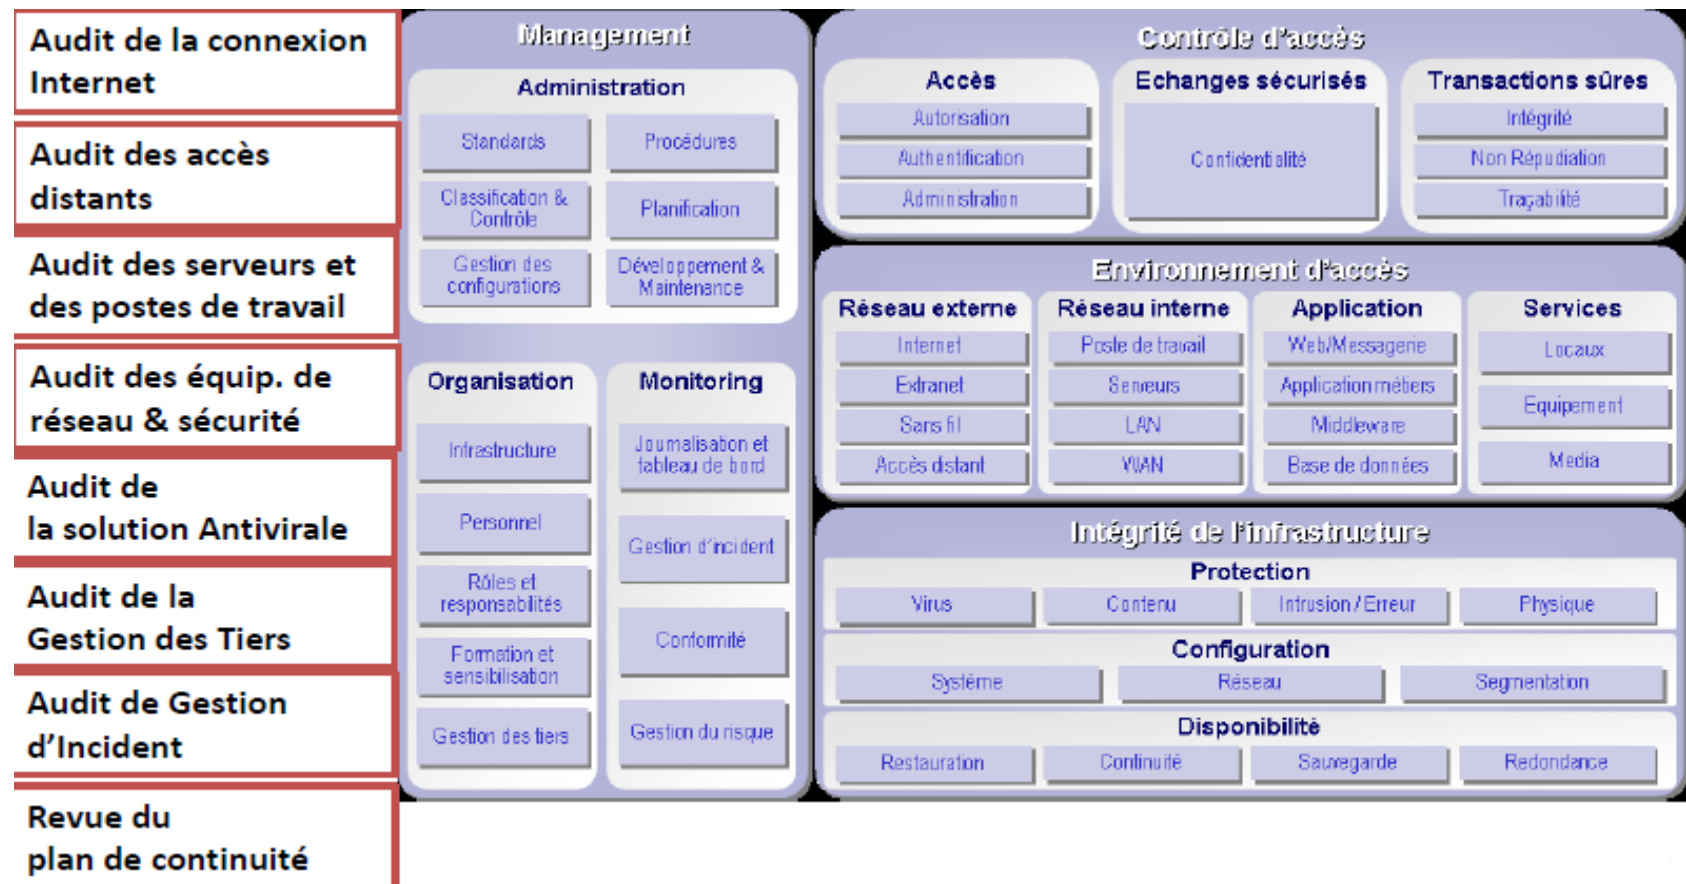 Audit de la connexion
Internet
Audit des accès
distants
Audit des serveurs et
des postes de travail
Audit des équip. de
réseau & sécurité
Audit de
la solution Antivirale
Audit de la
Gestion des Tiers
Audit de Gestion
d'Incident
Revue du
plan de continuité
Management
Administration
Standards
Procédures
Classification &
Contrôle
Planification
Gestion des
configurations
Développement &
Maintenance
Organisation
Infrastructure
Personnel
Rôles et
responsabilités
Formation et
sensibilisation
Gestion des tiers
Monitoring
Journalisation et
tableau de bord
Gestion d'incident
Conformité
Gestion du risque
Contrôle d'accès
Accès
Autorisation
Authentification
Administration
Echanges sécurisés
Confidentialité
Transactions sûres
Intégrité
Non Répudiation
Traçabilité
Environnement d'accès
Réseau externe
Internet
Extranet
Sans fil
Accès distant
Réseau interne
Poste de travail
Serveurs
LAN
WAN
Application
Web/Messagerie
Application métiers
Middleware
Base de données
Services
Locaux
Equipement
Media
Intégrité de l'infrastructure
Protection
Virus
Contenu
Intrusion / Erreur
Physique
Configuration
Système
Réseau
Segmentation
Disponibilité
Restauration
Continuité
Sauvegarde
Redondance